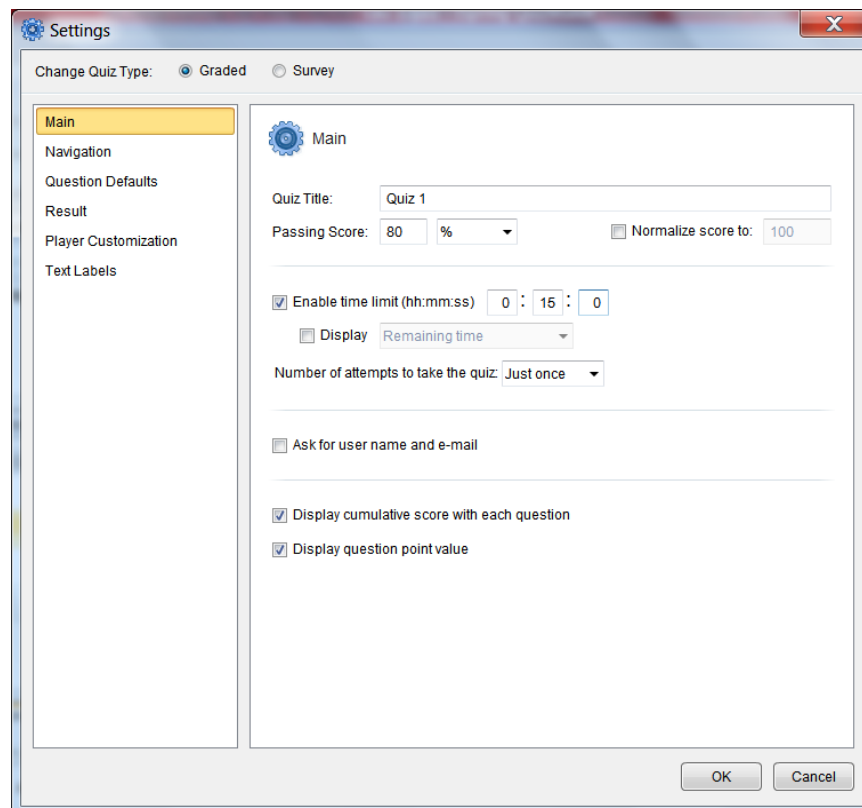 Settings
X
Change Quiz Type: Graded Survey
Main
Navigation
Question Defaults
Result
Player Customization
Text Labels
Main
Quiz Title: Quiz 1
Passing Score: 80 % Normalize score to: 100
Enable time limit (hh:mm:ss) 0 : 15 : 0
Display Remaining time
Number of attempts to take the quiz: Just once
Ask for user name and e-mail
Display cumulative score with each question
Display question point value
OK Cancel